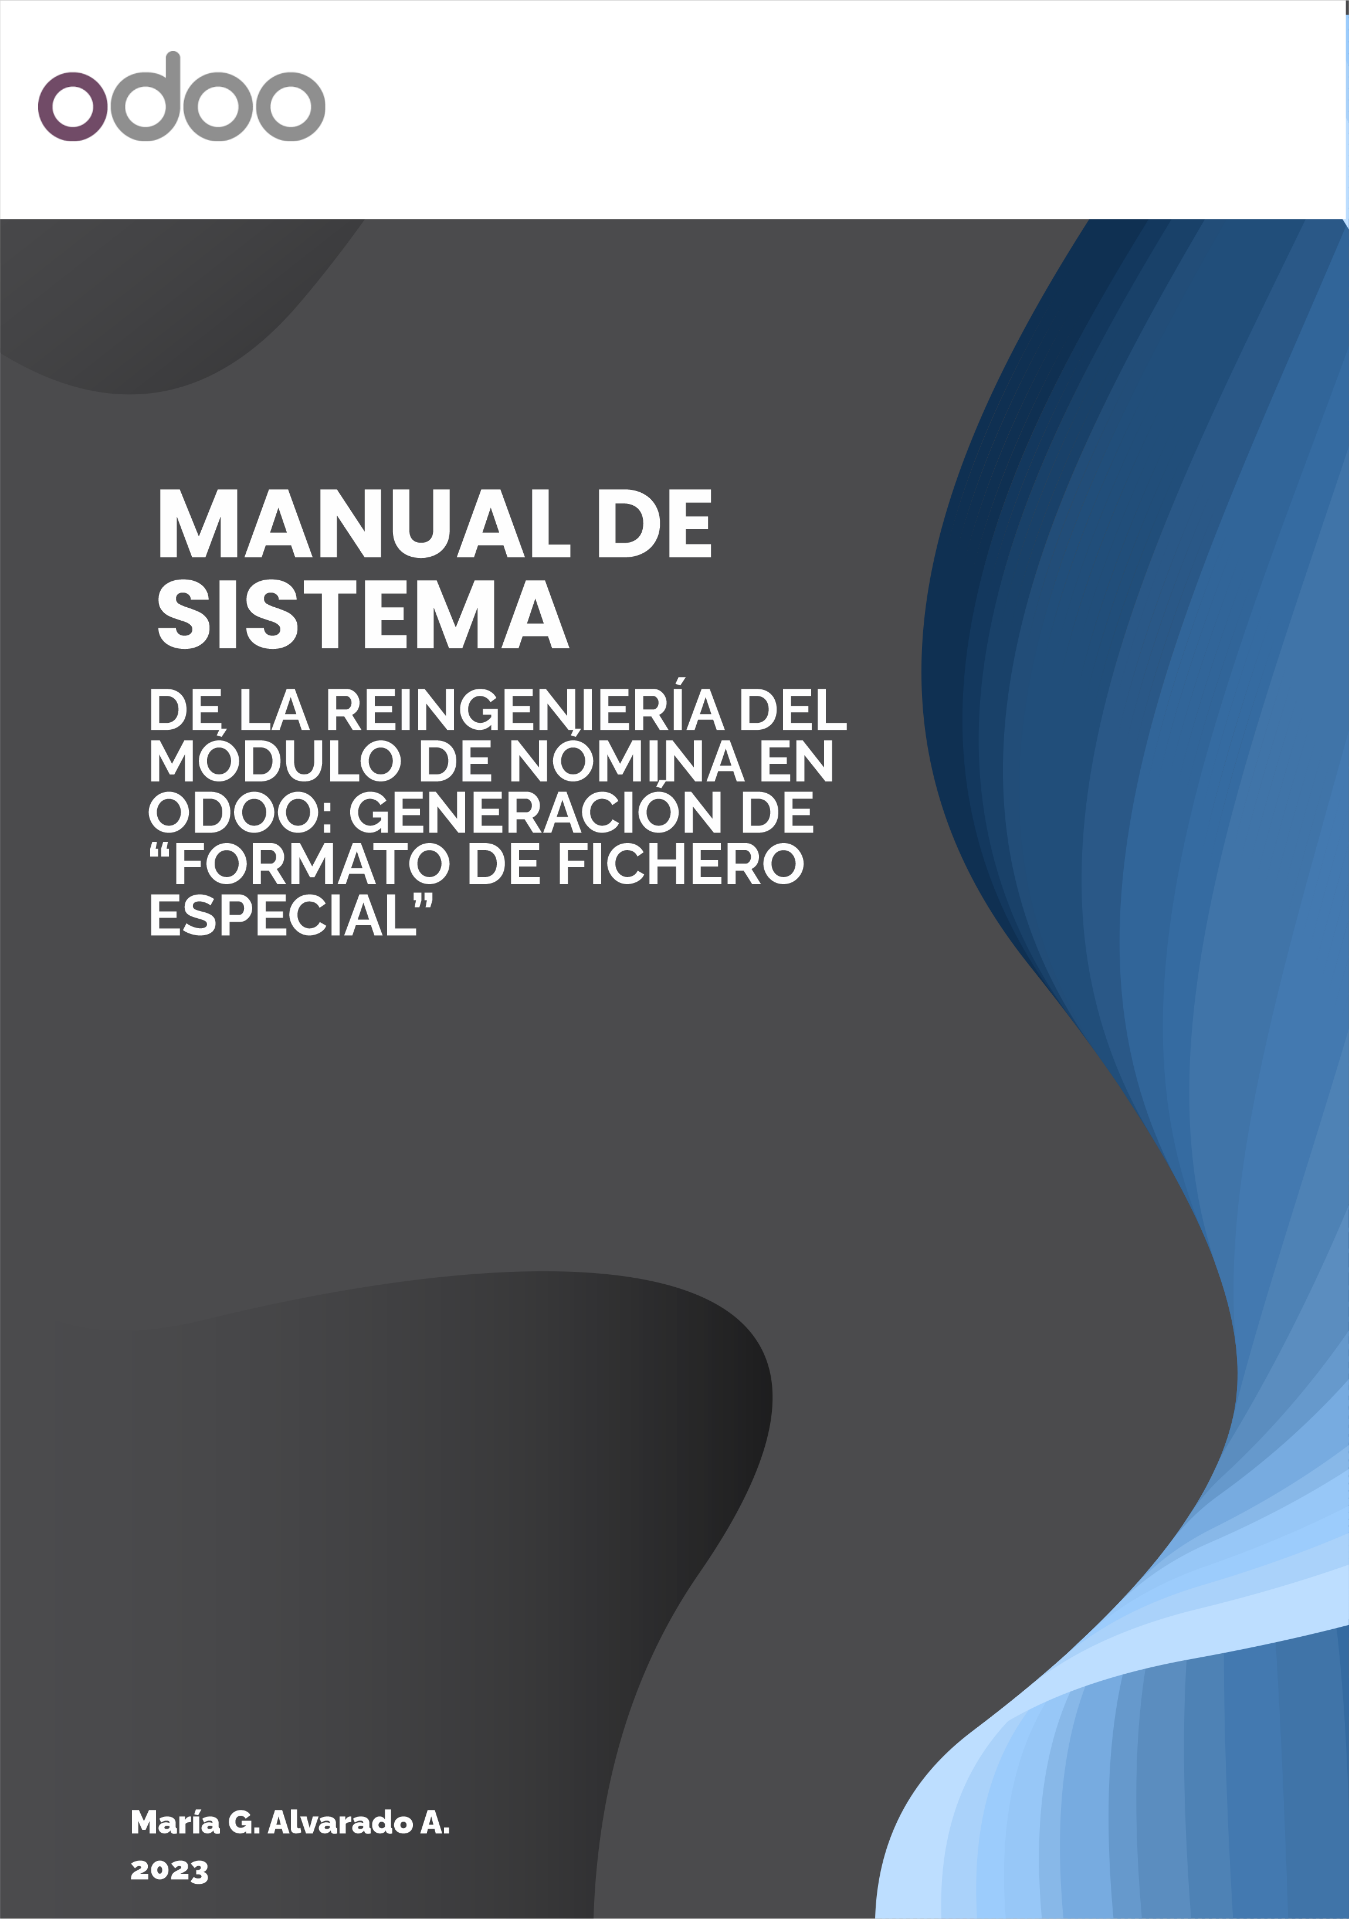 odoo
MANUAL DE
SISTEMA
DE LA REINGENIERÍA DEL
MÓDULO DE NÓMINA EN
ODOO: GENERACIÓN DE
“FORMATO DE FICHERO
ESPECIAL”
María G. Alvarado A.
2023